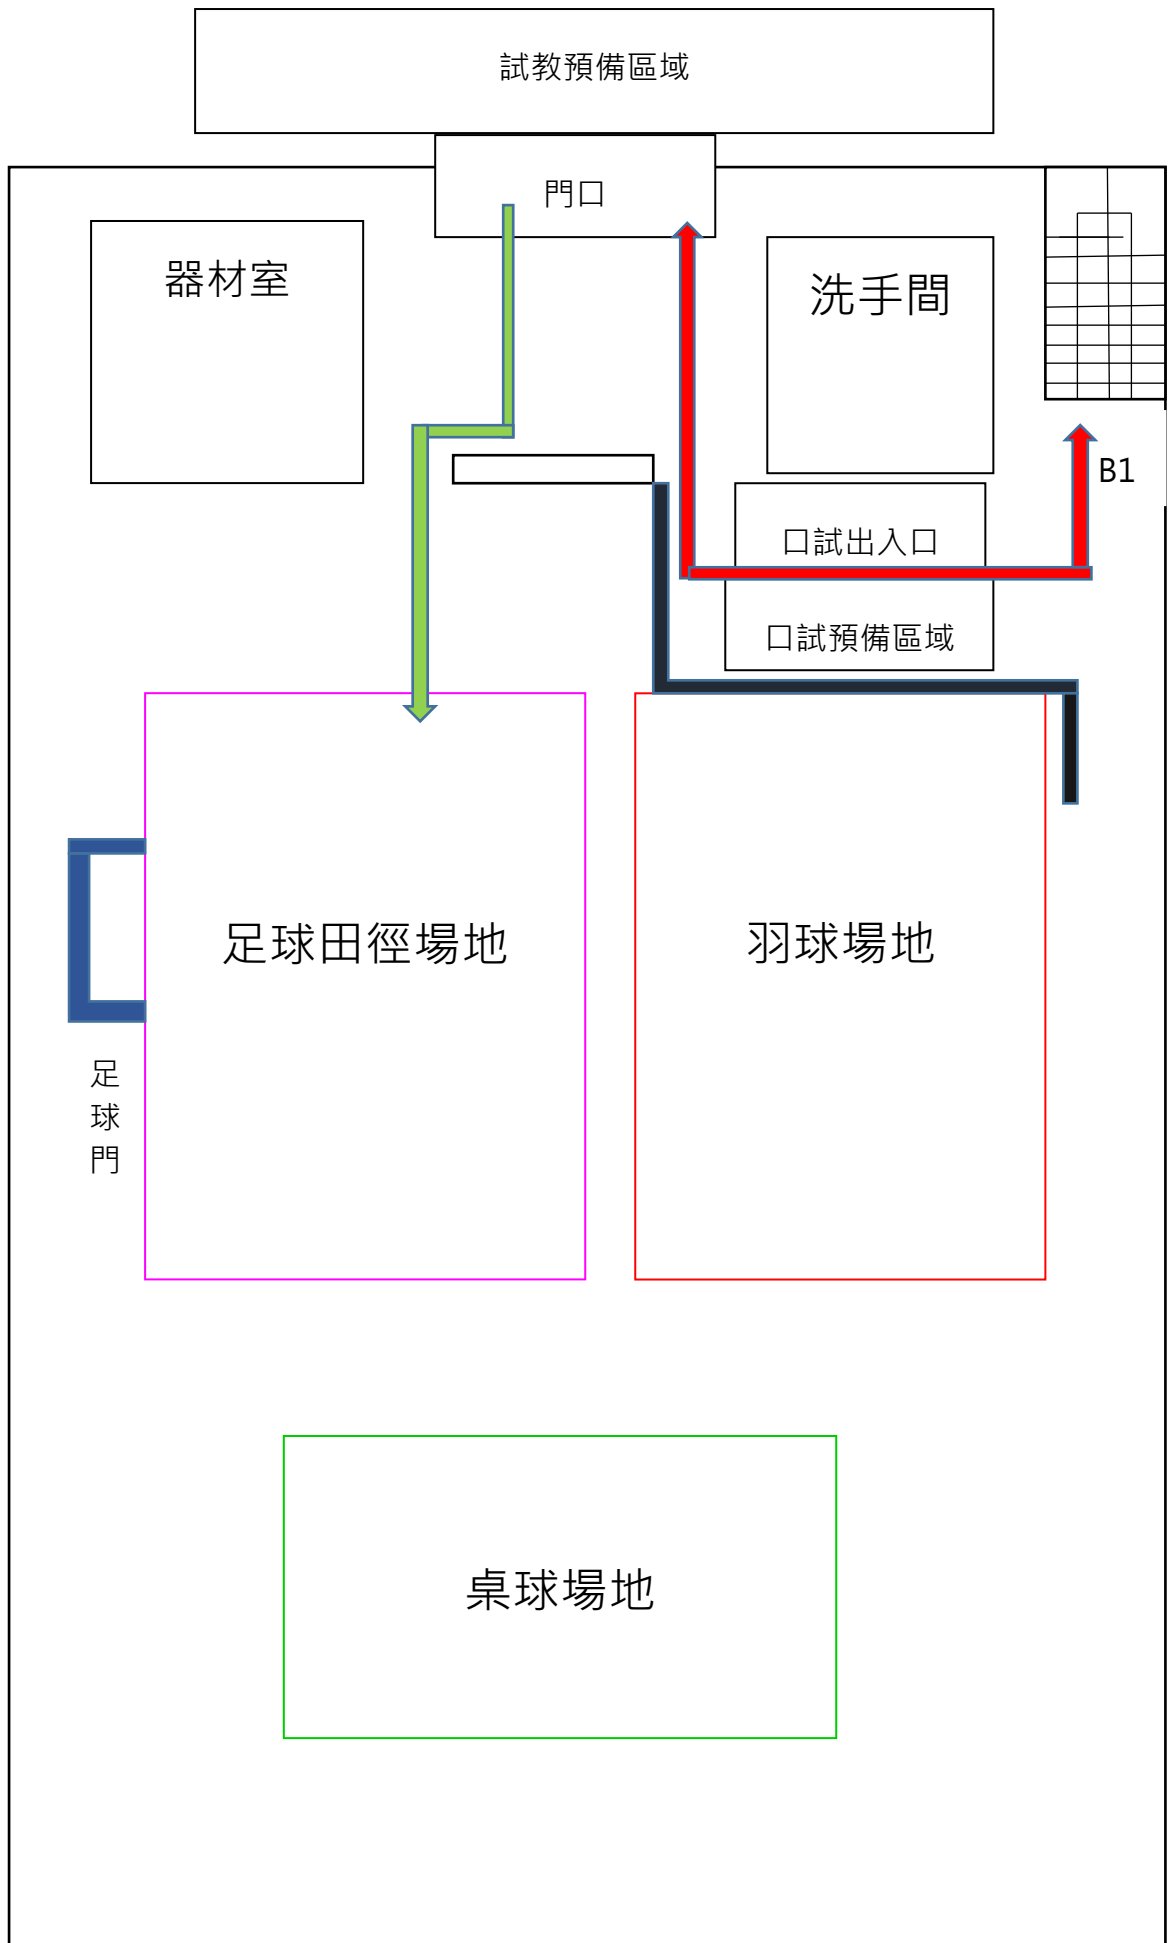 試教預備區域
門口
器材室
洗手間
B1
口試出入口
口試預備區域
足球田徑場地
羽球場地
足
球
門
桌球場地